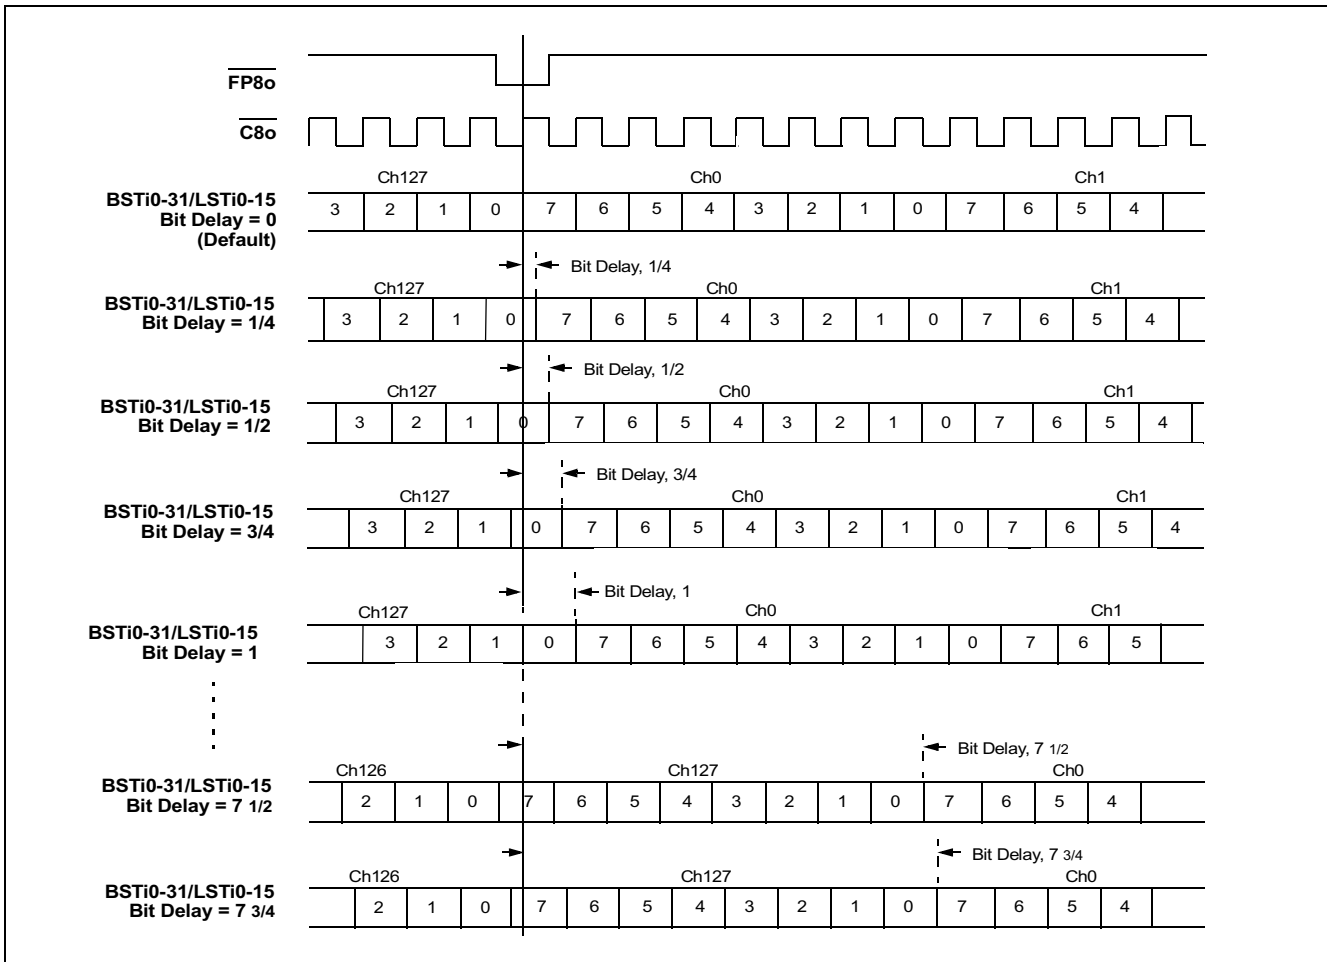 FP8o
C8o
Ch127 Ch0 Ch1
BSTi0-31/LSTi0-15
Bit Delay = 0
(Default)
3 2 1 0 7 6 5 4 3 2 1 0 7 6 5 4
Bit Delay, 1/4
Ch127 Ch0 Ch1
BSTi0-31/LSTi0-15
Bit Delay = 1/4
3 2 1 0 7 6 5 4 3 2 1 0 7 6 5 4
Bit Delay, 1/2
Ch127 Ch0 Ch1
BSTi0-31/LSTi0-15
Bit Delay = 1/2
3 2 1 0 7 6 5 4 3 2 1 0 7 6 5 4
Bit Delay, 3/4
Ch127 Ch0 Ch1
BSTi0-31/LSTi0-15
Bit Delay = 3/4
3 2 1 0 7 6 5 4 3 2 1 0 7 6 5 4
Bit Delay, 1
Ch127 Ch0 Ch1
BSTi0-31/LSTi0-15
Bit Delay = 1
3 2 1 0 7 6 5 4 3 2 1 0 7 6 5
Bit Delay, 7 1/2
Ch126 Ch127 Ch0
BSTi0-31/LSTi0-15
Bit Delay = 7 1/2
2 1 0 7 6 5 4 3 2 1 0 7 6 5 4
Bit Delay, 7 3/4
Ch126 Ch127 Ch0
BSTi0-31/LSTi0-15
Bit Delay = 7 3/4
2 1 0 7 6 5 4 3 2 1 0 7 6 5 4